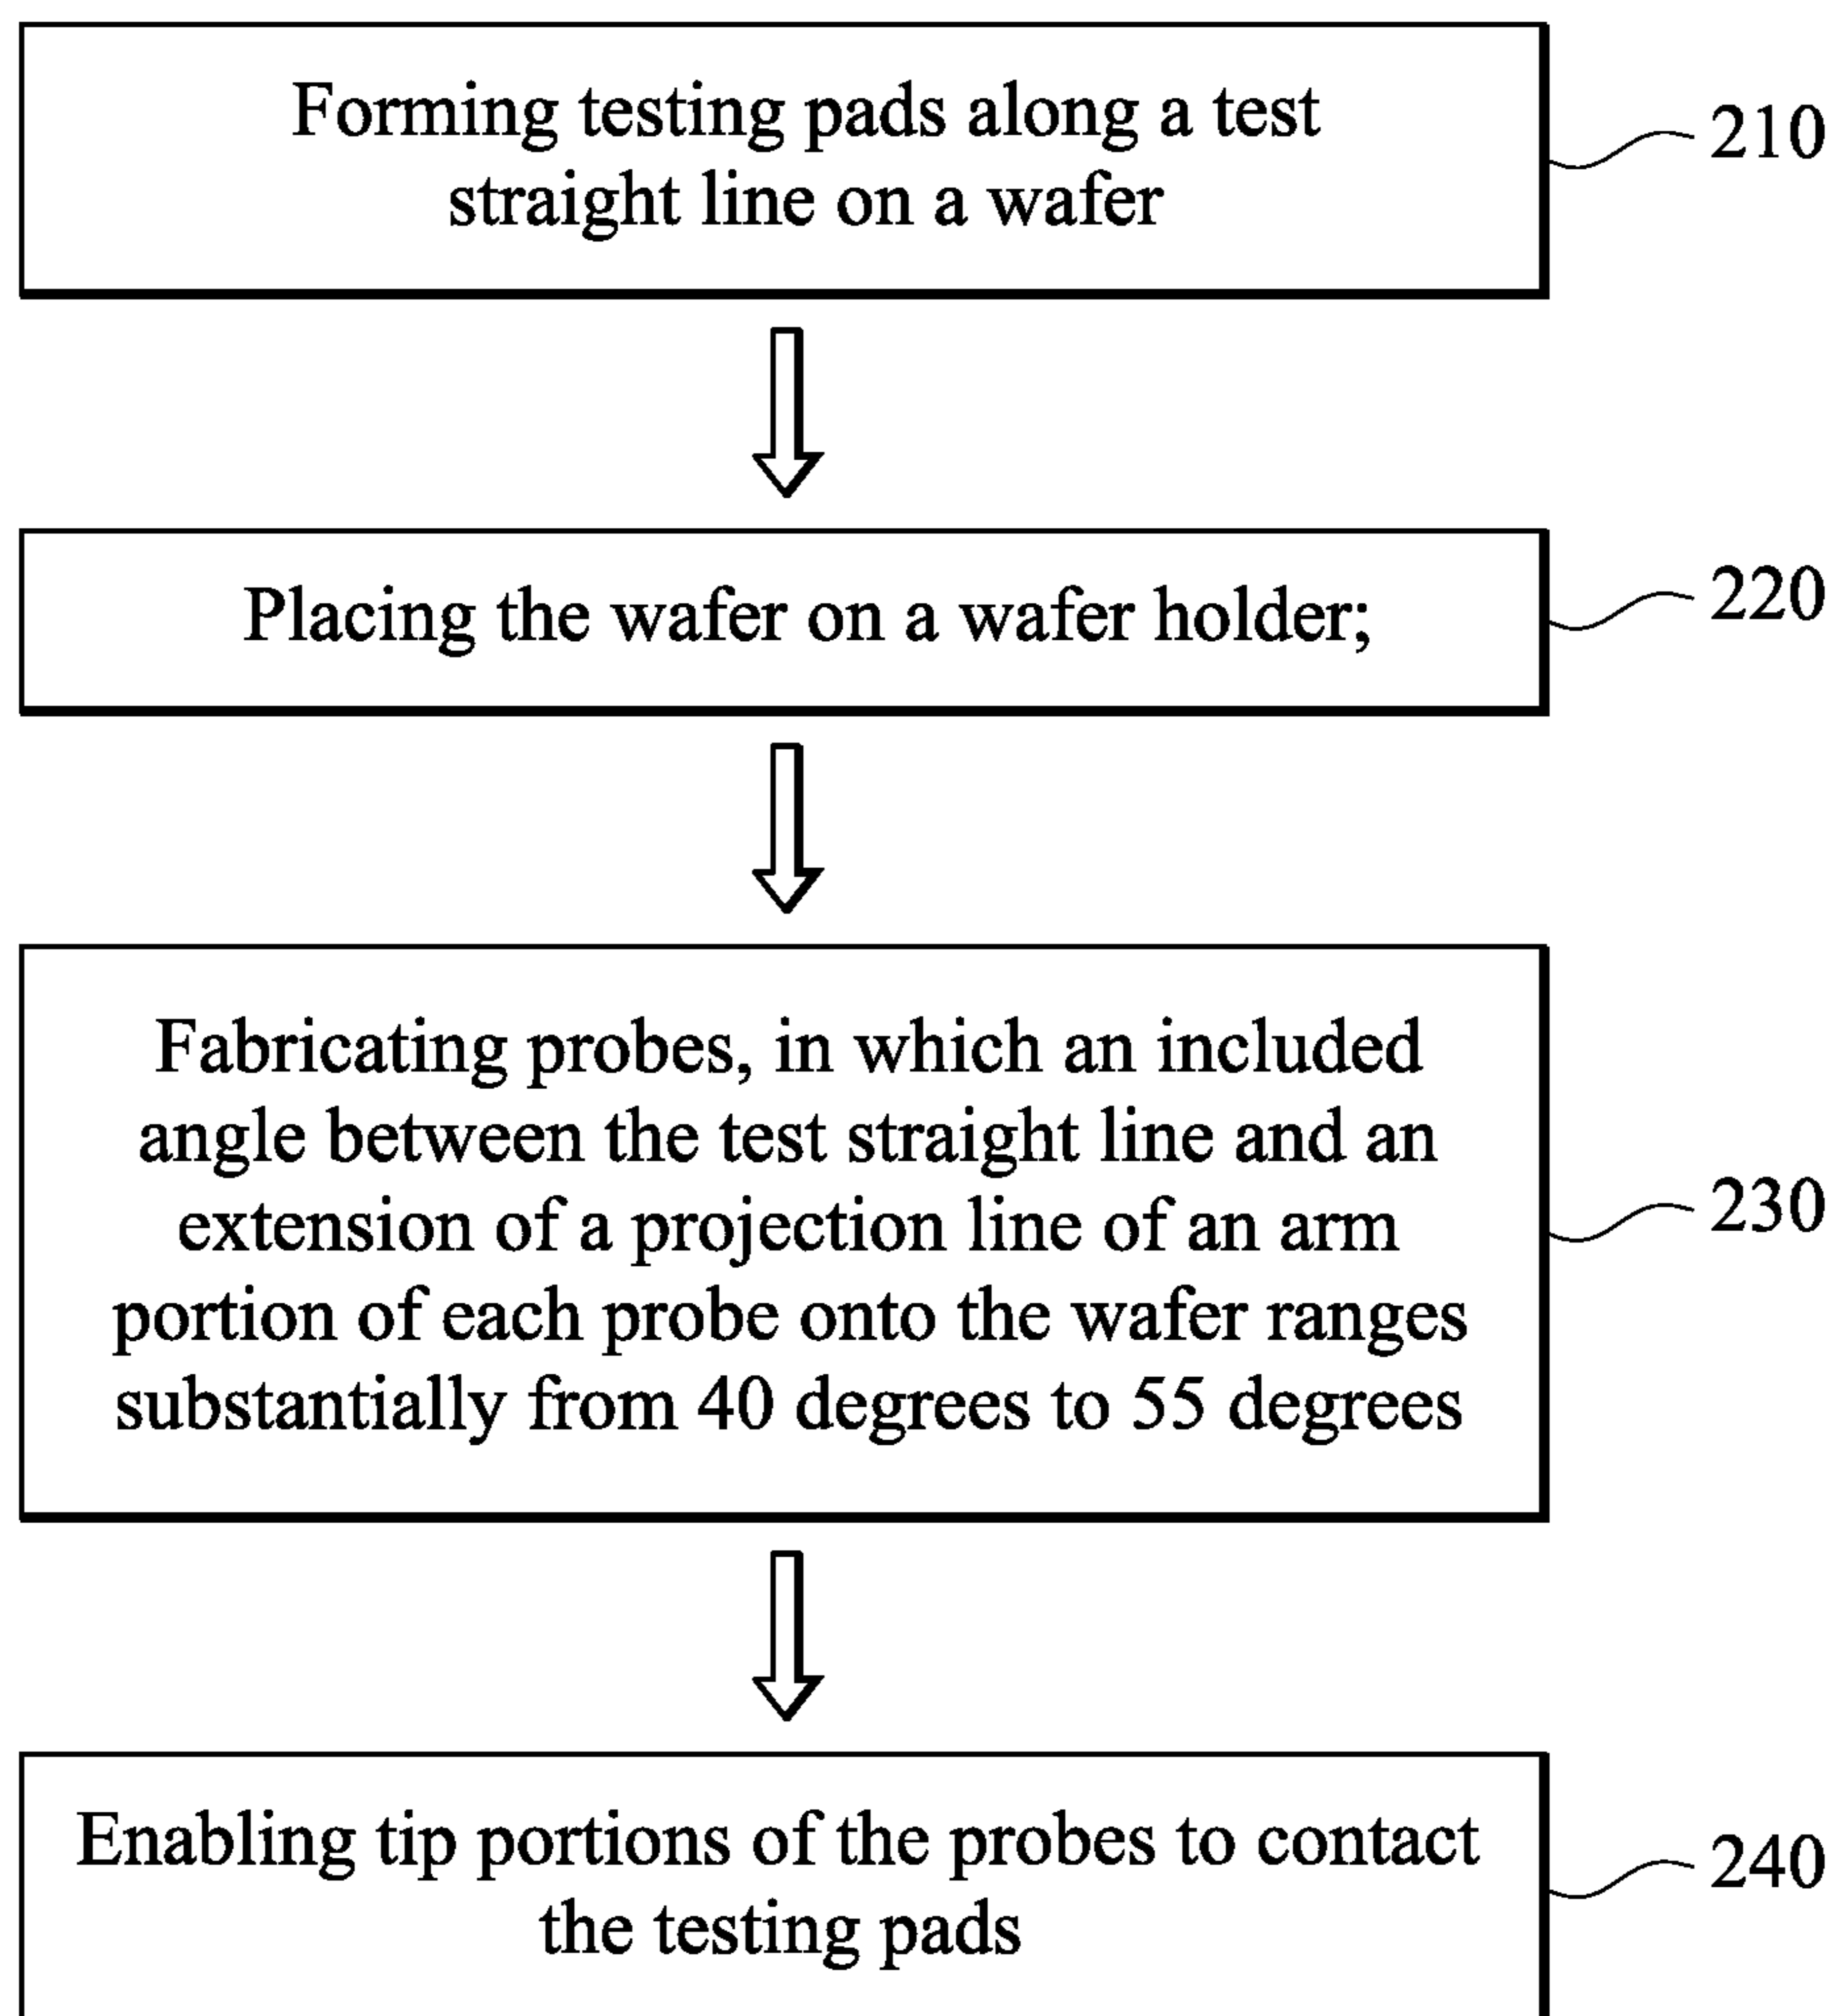 Forming testing pads along a test
straight line on a wafer
210
Placing the wafer on a wafer holder;
220
Fabricating probes, in which an included
angle between the test straight line and an
extension of a projection line of an arm
portion of each probe onto the wafer ranges
substantially from 40 degrees to 55 degrees
230
Enabling tip portions of the probes to contact
the testing pads
240